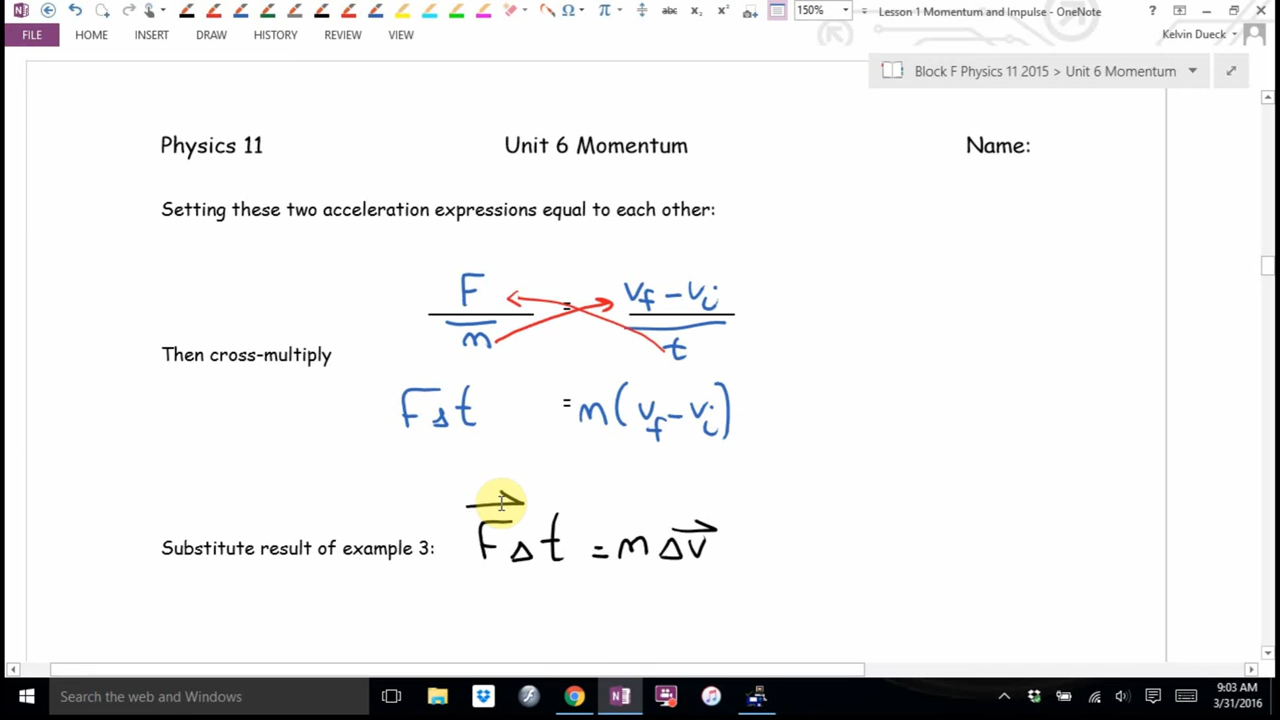 150%
Lesson 1 Momentum and Impulse - OneNote
FILE HOME INSERT DRAW HISTORY REVIEW VIEW
Kelvin Dueck
Block F Physics 11 2015 > Unit 6 Momentum
Physics 11 Unit 6 Momentum Name:
Setting these two acceleration expressions equal to each other:
F/m = (vf - vi)/t
Then cross-multiply
FΔt = m(vf - vi)
Substitute result of example 3: F⃗Δt = mΔv⃗
Search the web and Windows
9:03 AM
3/31/2016